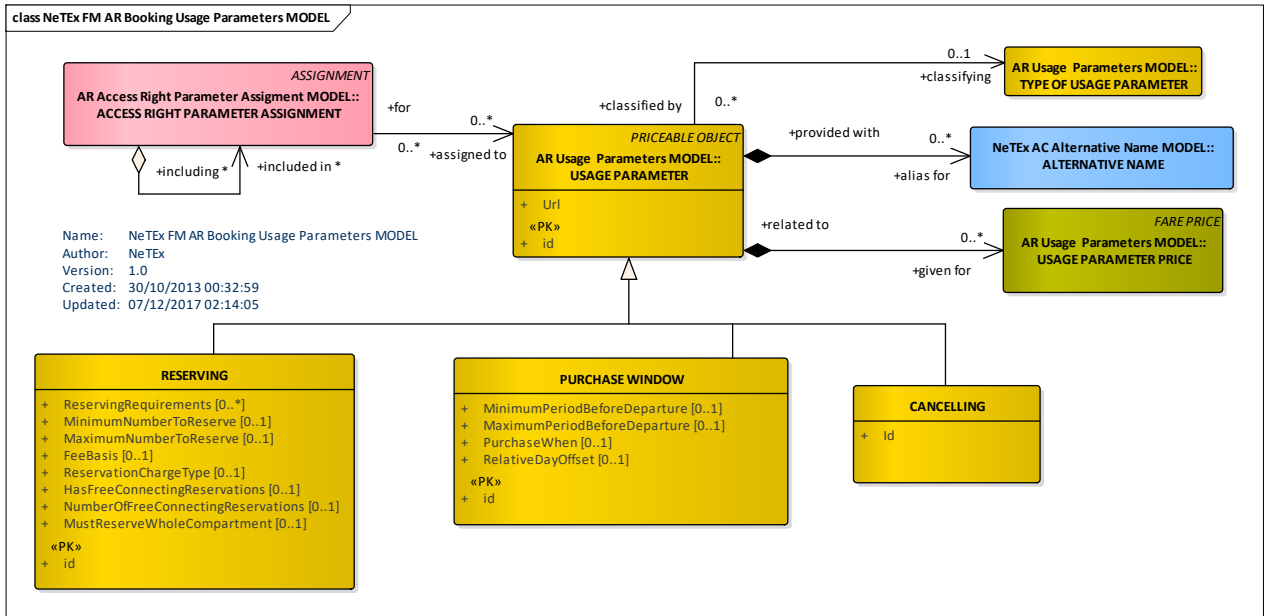 class NeTEx FM AR Booking Usage Parameters MODEL
ASSIGNMENT
AR Access Right Parameter Assigment MODEL::
ACCESS RIGHT PARAMETER ASSIGNMENT
+for
0..*
0..*
+assigned to
+including *
+included in *
+classified by
0..*
0..1
+classifying
AR Usage Parameters MODEL::
TYPE OF USAGE PARAMETER
PRICEABLE OBJECT
AR Usage Parameters MODEL::
USAGE PARAMETER
+ Url
«PK»
+ id
+provided with
0..*
+alias for
NeTEx AC Alternative Name MODEL::
ALTERNATIVE NAME
+related to
0..*
+given for
FARE PRICE
AR Usage Parameters MODEL::
USAGE PARAMETER PRICE
Name: NeTEx FM AR Booking Usage Parameters MODEL
Author: NeTEx
Version: 1.0
Created: 30/10/2013 00:32:59
Updated: 07/12/2017 02:14:05
RESERVING
+ ReservingRequirements [0..*]
+ MinimumNumberToReserve [0..1]
+ MaximumNumberToReserve [0..1]
+ FeeBasis [0..1]
+ ReservationChargeType [0..1]
+ HasFreeConnectingReservations [0..1]
+ NumberOfFreeConnectingReservations [0..1]
+ MustReserveWholeCompartment [0..1]
«PK»
+ id
PURCHASE WINDOW
+ MinimumPeriodBeforeDeparture [0..1]
+ MaximumPeriodBeforeDeparture [0..1]
+ PurchaseWhen [0..1]
+ RelativeDayOffset [0..1]
«PK»
+ id
CANCELLING
+ Id